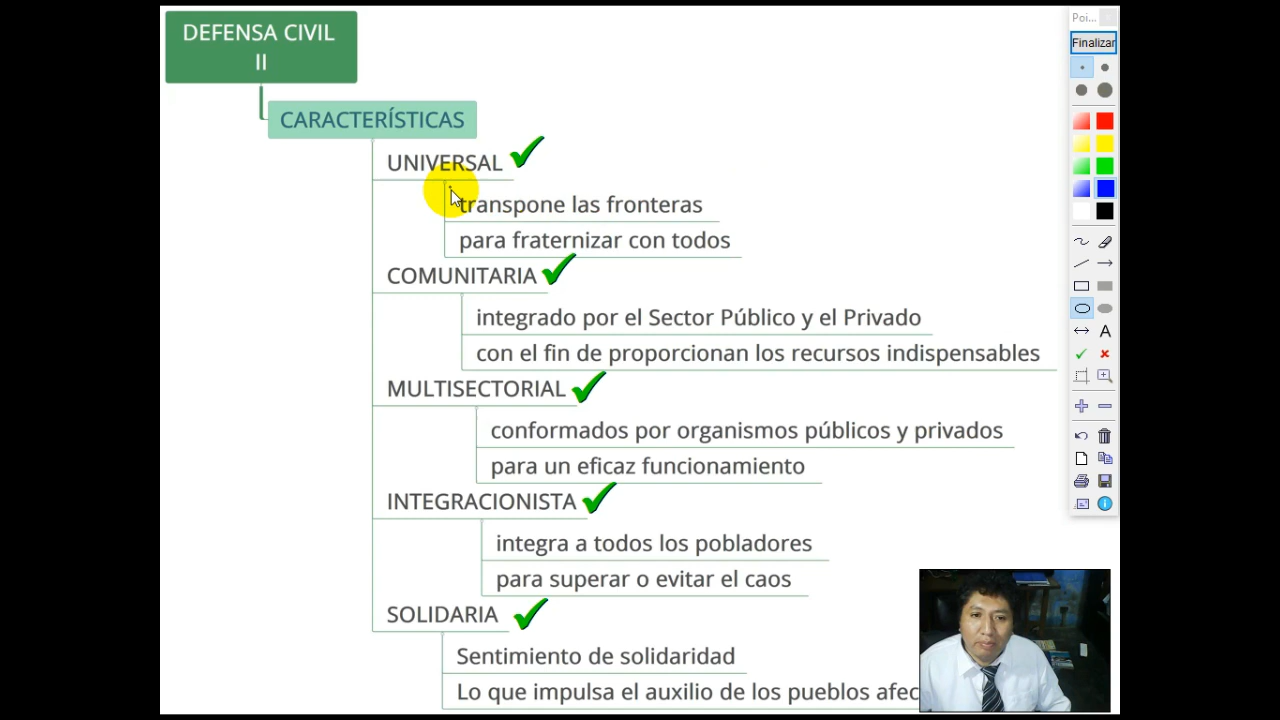 DEFENSA CIVIL
II
CARACTERÍSTICAS
UNIVERSAL
transpone las fronteras
para fraternizar con todos
COMUNITARIA
integrado por el Sector Público y el Privado
con el fin de proporcionan los recursos indispensables
MULTISECTORIAL
conformados por organismos públicos y privados
para un eficaz funcionamiento
INTEGRACIONISTA
integra a todos los pobladores
para superar o evitar el caos
SOLIDARIA
Sentimiento de solidaridad
Lo que impulsa el auxilio de los pueblos afec
Poi...
Finalizar
A